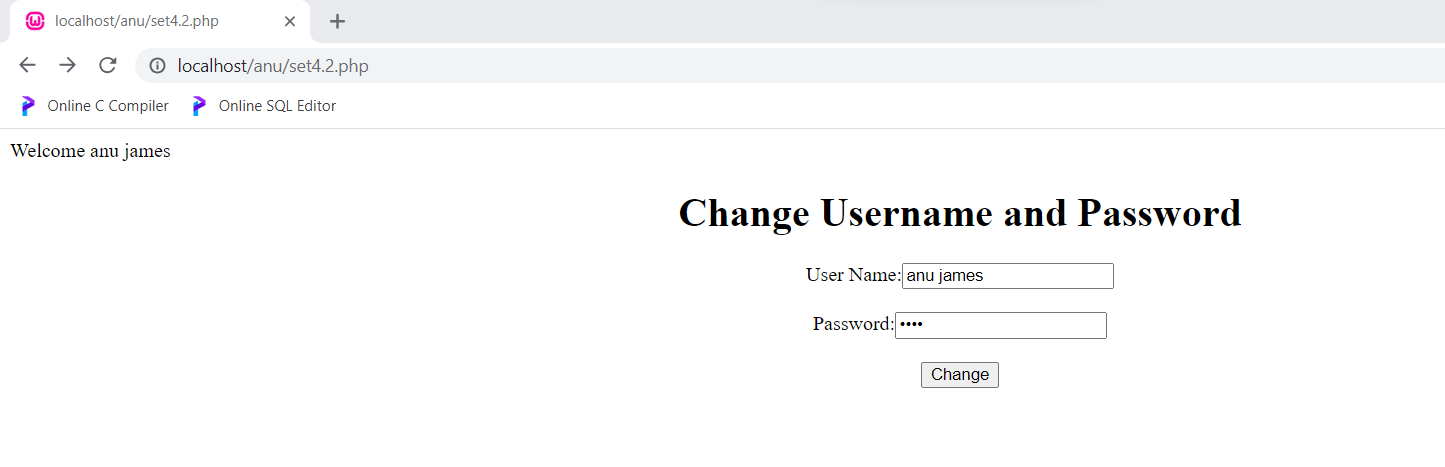 localhost/anu/set4.2.php
localhost/anu/set4.2.php
Online C Compiler Online SQL Editor
Welcome anu james
Change Username and Password
User Name: anu james
Password: ••••
Change